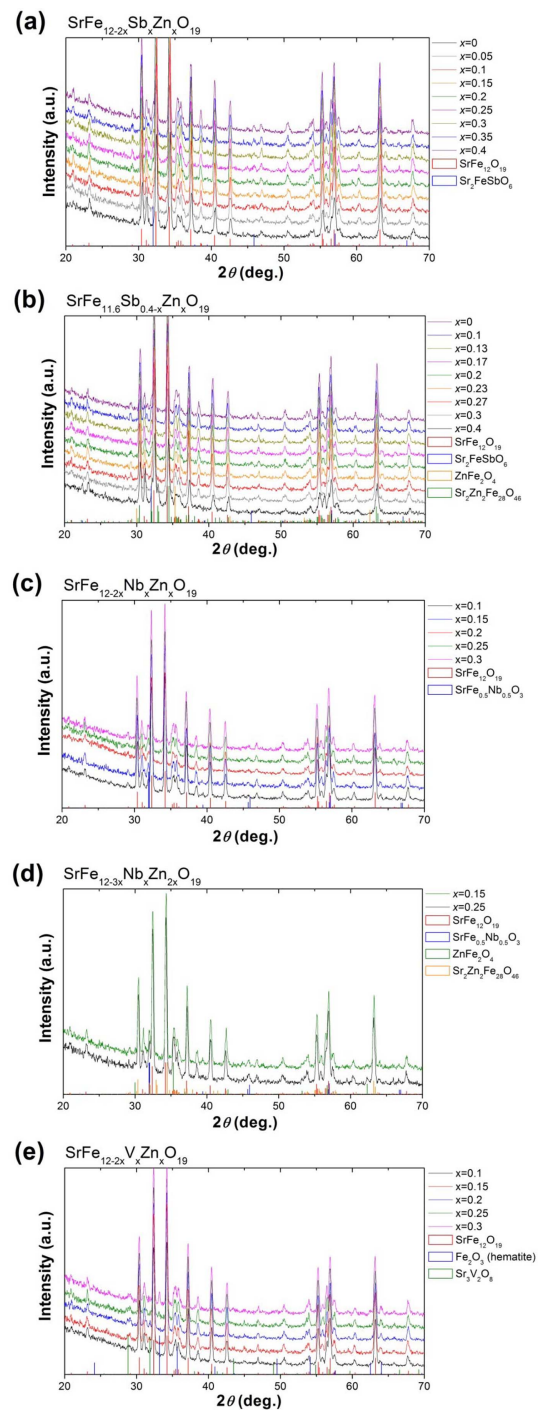 (a)
SrFe12-2xSbxZnxO19
Intensity (a.u.)
x=0
x=0.05
x=0.1
x=0.15
x=0.2
x=0.25
x=0.3
x=0.35
x=0.4
SrFe12O19
Sr2FeSbO6
20 30 40 50 60 70
2θ (deg.)
(b)
SrFe11.6Sb0.4-xZnxO19
Intensity (a.u.)
x=0
x=0.1
x=0.13
x=0.17
x=0.2
x=0.23
x=0.27
x=0.3
x=0.4
SrFe12O19
Sr2FeSbO6
ZnFe2O4
Sr2Zn2Fe28O46
20 30 40 50 60 70
2θ (deg.)
(c)
SrFe12-2xNbxZnxO19
Intensity (a.u.)
x=0.1
x=0.15
x=0.2
x=0.25
x=0.3
SrFe12O19
SrFe0.5Nb0.5O3
20 30 40 50 60 70
2θ (deg.)
(d)
SrFe12-3xNbxZn2xO19
Intensity (a.u.)
x=0.15
x=0.25
SrFe12O19
SrFe0.5Nb0.5O3
ZnFe2O4
Sr2Zn2Fe28O46
20 30 40 50 60 70
2θ (deg.)
(e)
SrFe12-2xVxZnxO19
Intensity (a.u.)
x=0.1
x=0.15
x=0.2
x=0.25
x=0.3
SrFe12O19
Fe2O3 (hematite)
Sr3V2O8
20 30 40 50 60 70
2θ (deg.)